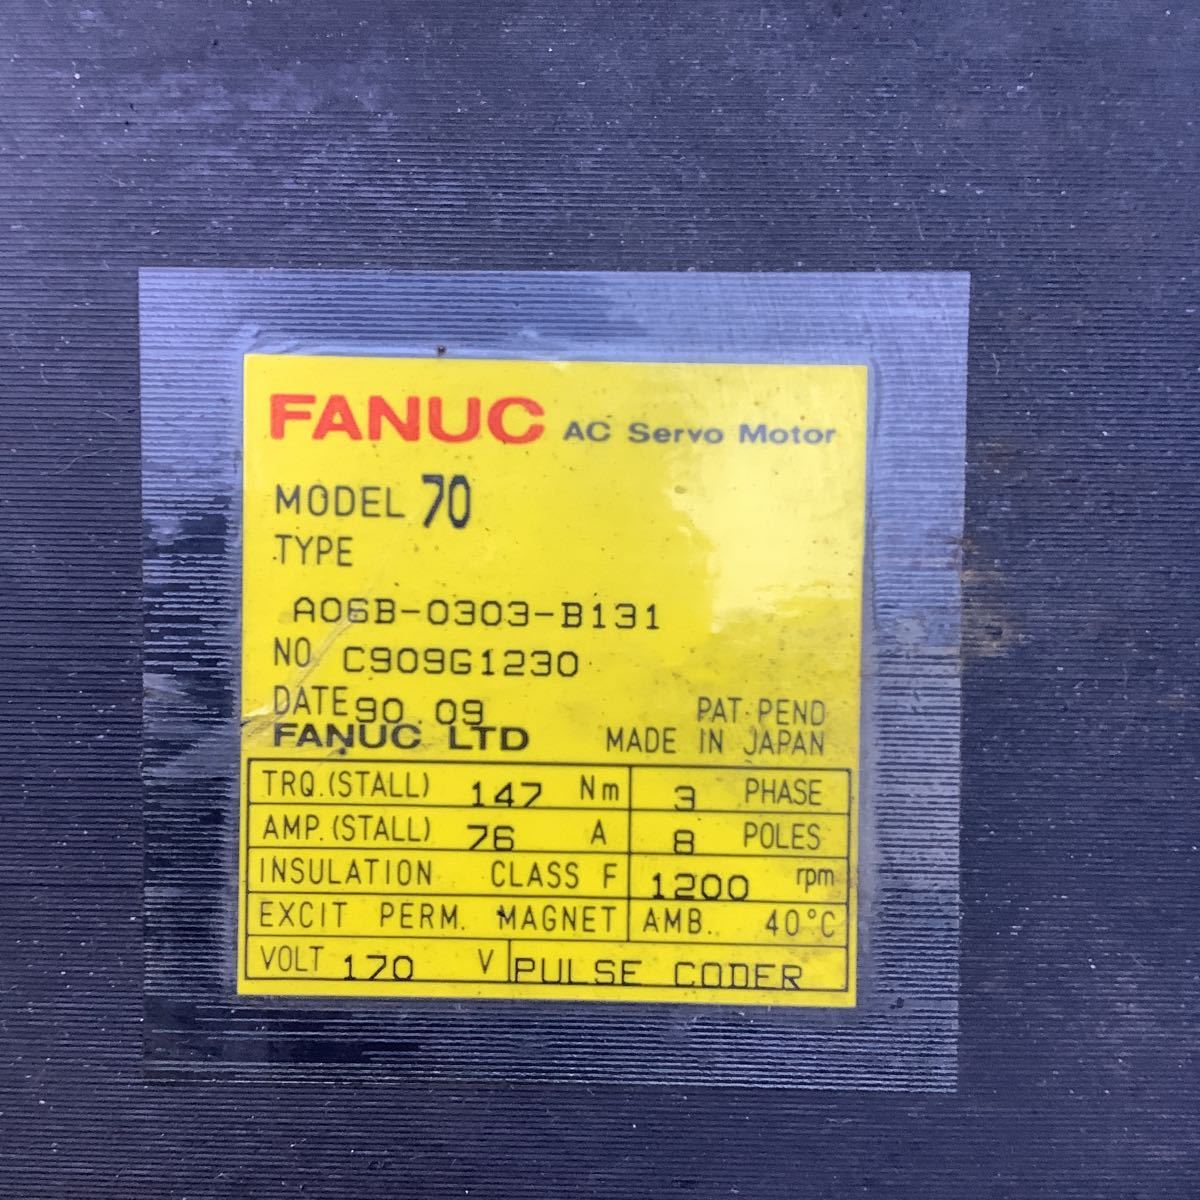 FANUC AC Servo Motor
MODEL 70
TYPE
A06B-0303-B131
NO C909G1230
DATE 90.09
FANUC LTD
PAT·PEND
MADE IN JAPAN
TRQ.(STALL) 147 Nm 3 PHASE
AMP.(STALL) 76 A 8 POLES
INSULATION CLASS F 1200 rpm
EXCIT PERM. MAGNET AMB. 40°C
VOLT 170 V PULSE CODER